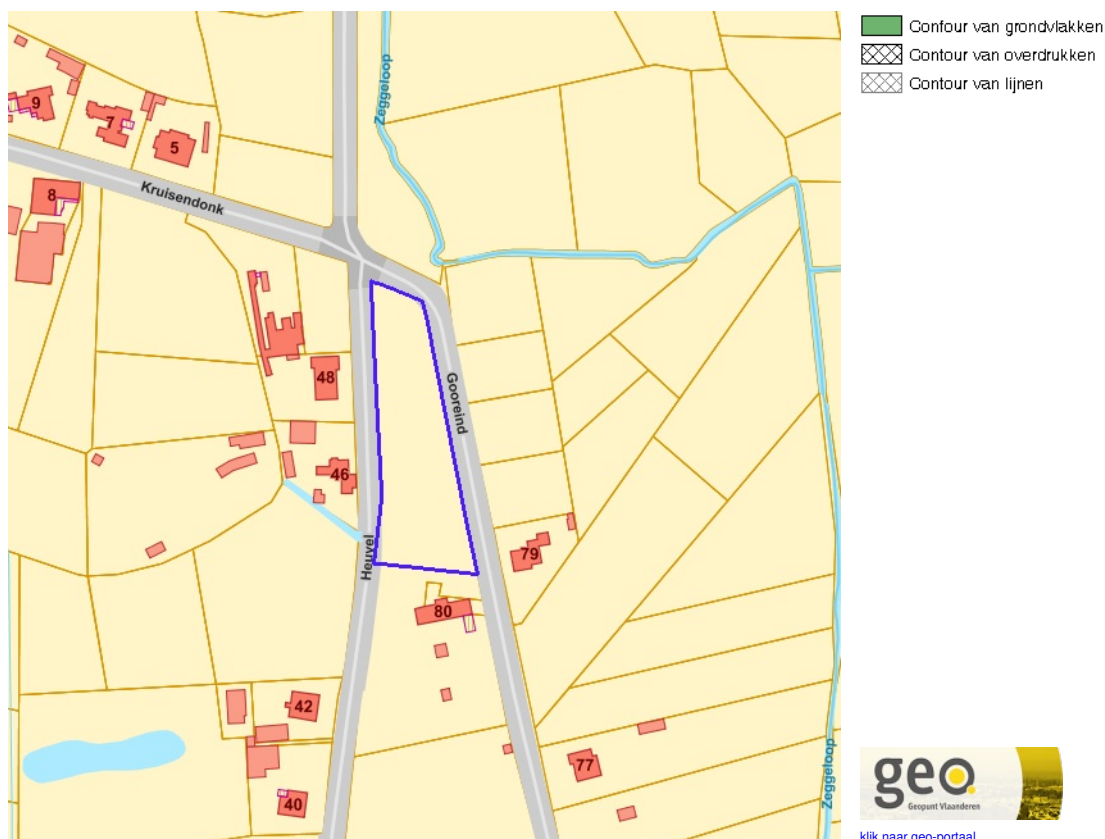 Contour van grondvlakken
Contour van overdrukken
Contour van lijnen
Zeggeloop
9
7
5
8
Kruisendonk
48
Gooreind
46
Heuvel
79
80
42
77
40
Zeggeloop
geo
Geopunt Vlaanderen
klik naar geo-portaal